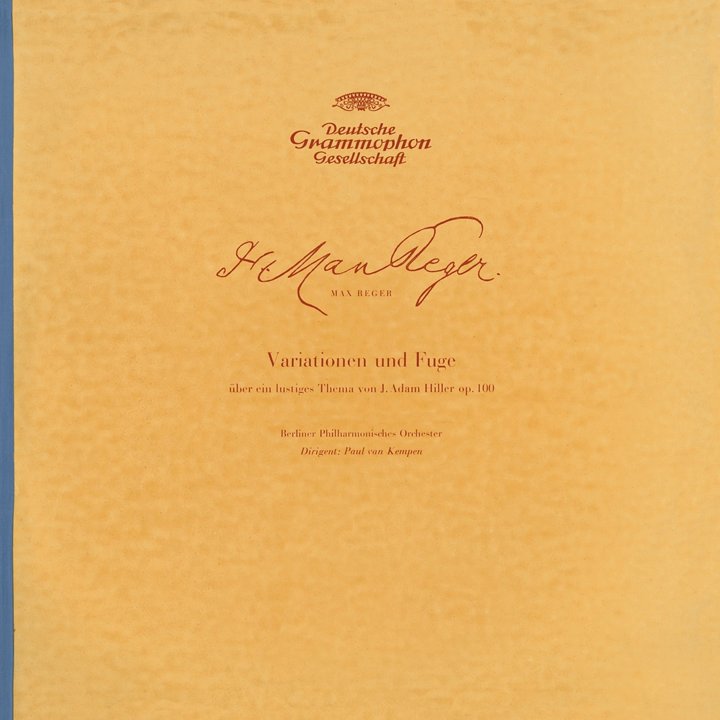 Deutsche
Grammophon
Gesellschaft
Dr Max Reger.
MAX REGER
Variationen und Fuge
über ein lustiges Thema von J. Adam Hiller op. 100
Berliner Philharmonisches Orchester
Dirigent: Paul van Kempen